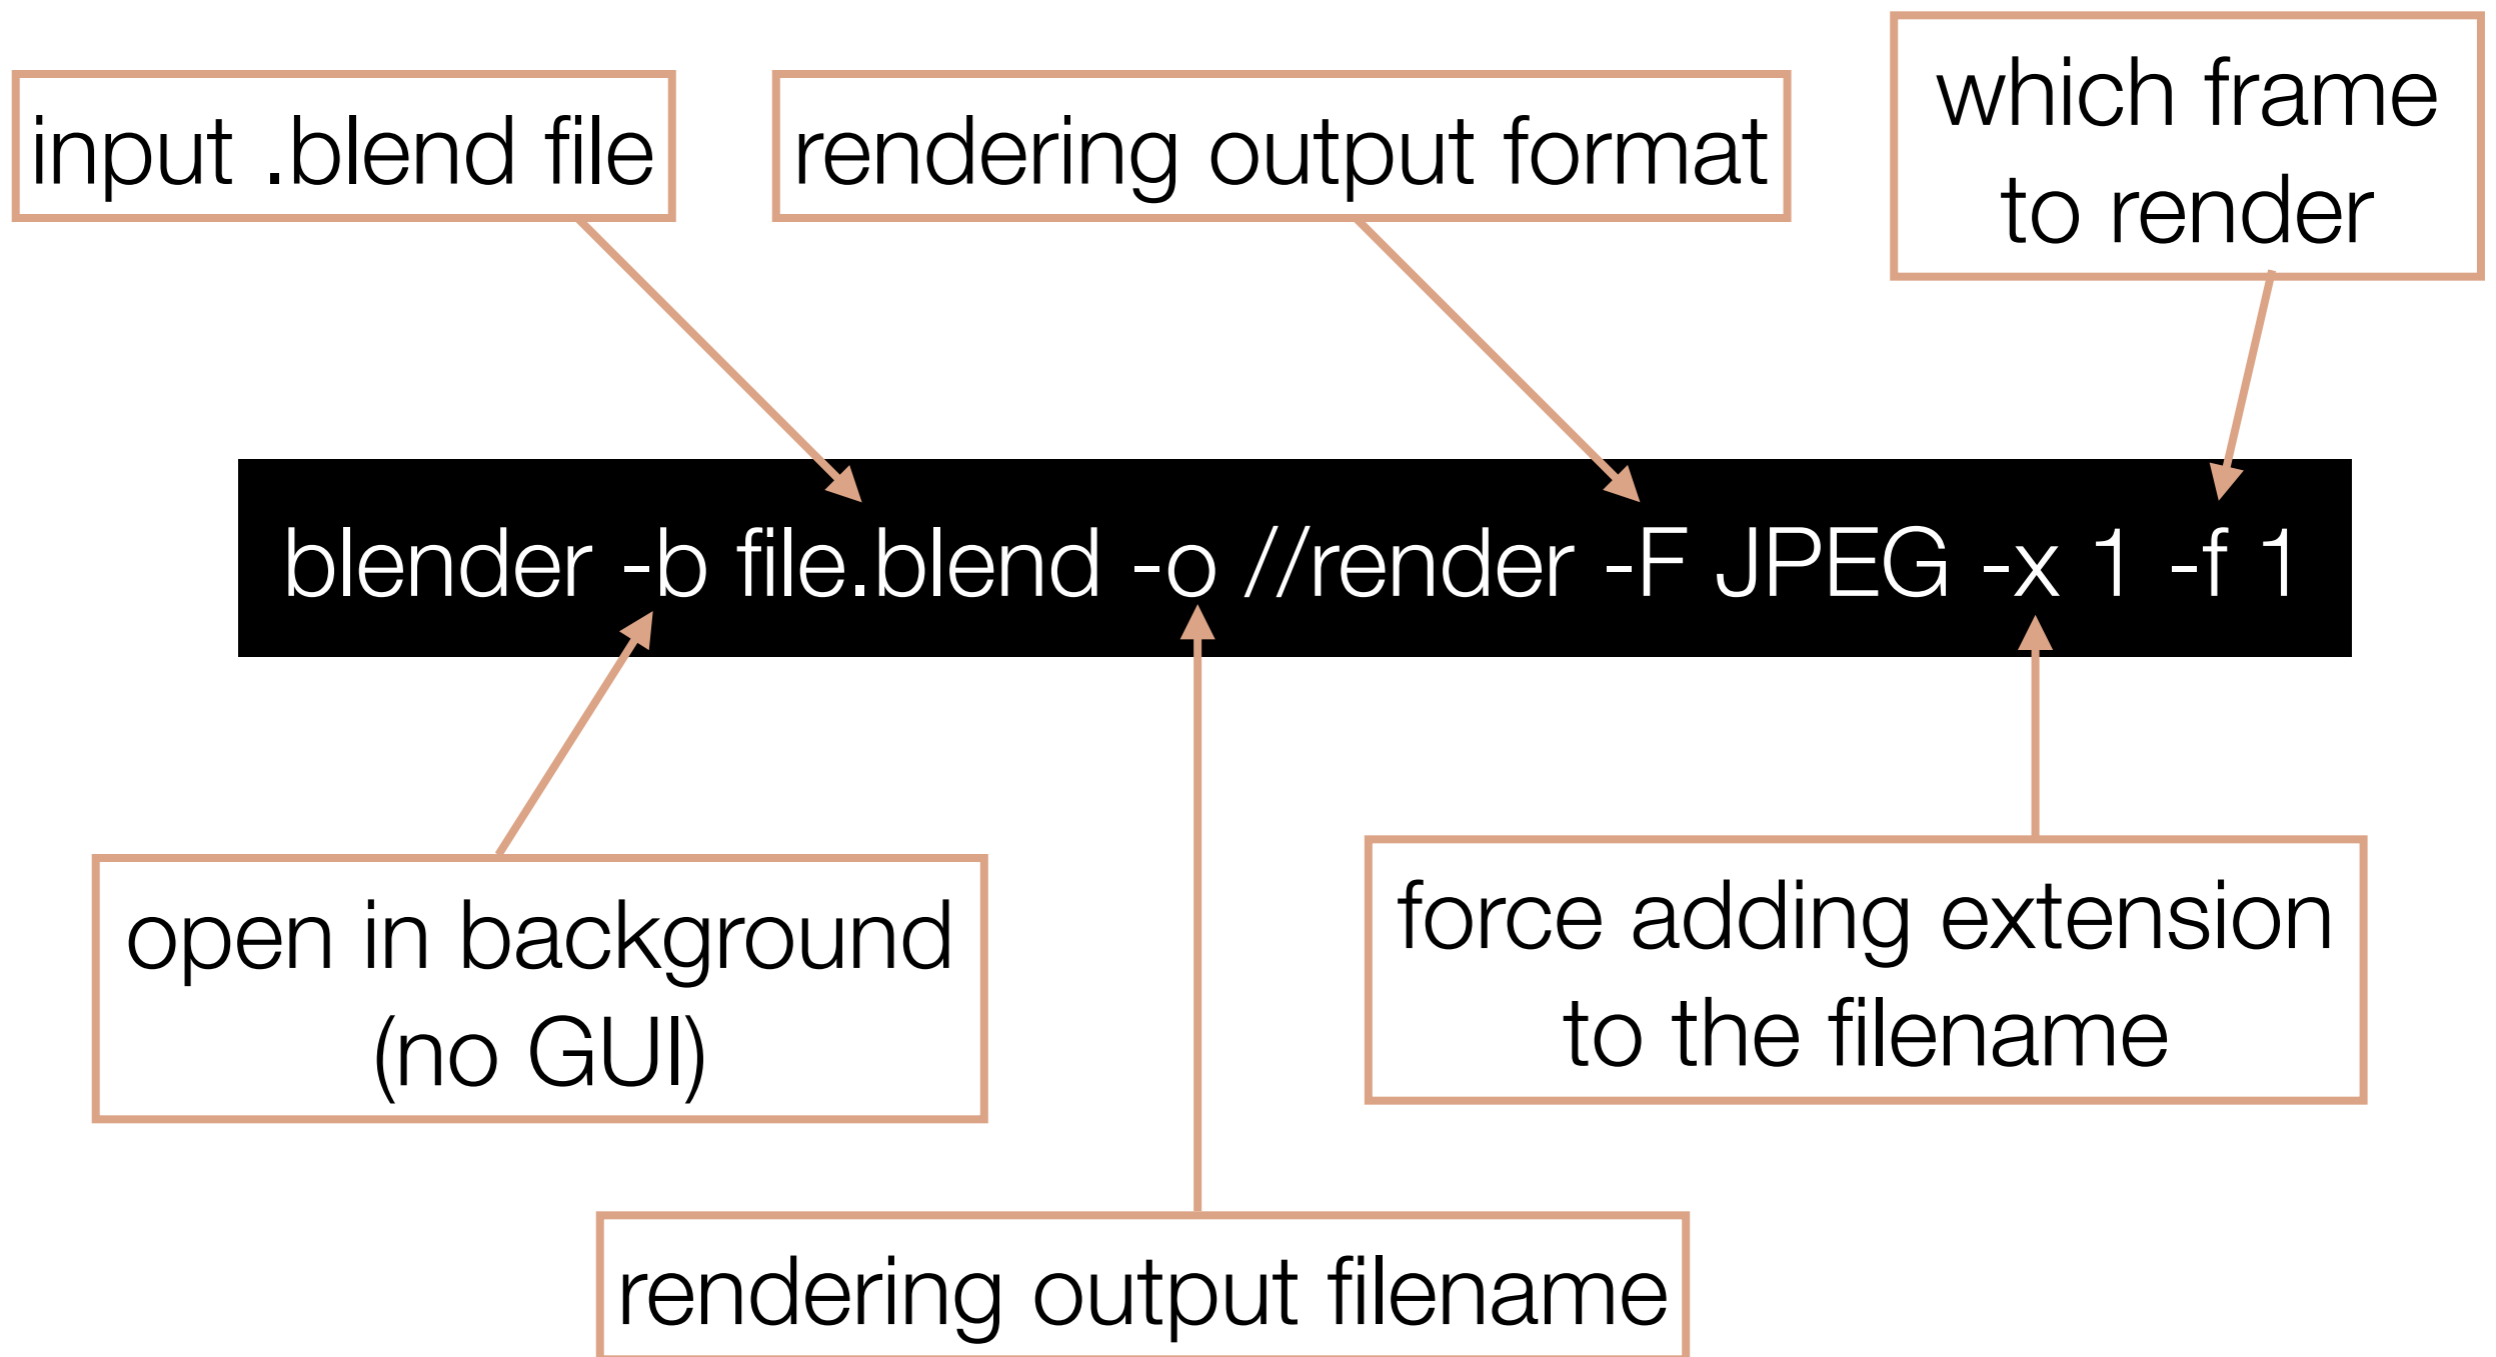 input .blend file
rendering output format
which frame
to render
blender -b file.blend -o //render -F JPEG -x 1 -f 1
open in background
(no GUI)
force adding extension
to the filename
rendering output filename